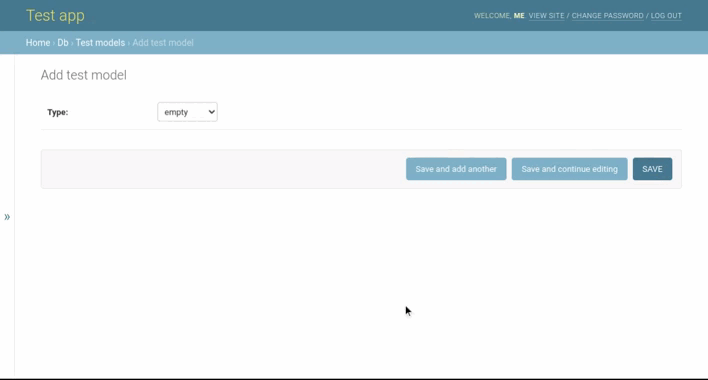 Test app
WELCOME, ME. VIEW SITE / CHANGE PASSWORD / LOG OUT
Home › Db › Test models › Add test model
Add test model
Type: empty
Save and add another Save and continue editing SAVE
»